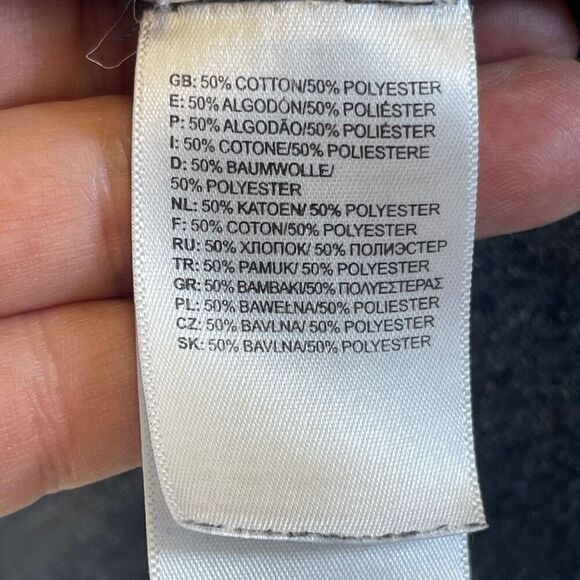 GB: 50% COTTON/50% POLYESTER
E: 50% ALGODÓN/50% POLIÉSTER
P: 50% ALGODÃO/50% POLIÉSTER
I: 50% COTONE/50% POLIESTERE
D: 50% BAUMWOLLE/
50% POLYESTER
NL: 50% KATOEN/ 50% POLYESTER
F: 50% COTON/50% POLYESTER
RU: 50% ХЛОПОК/ 50% ПОЛИЭСТЕР
TR: 50% PAMUK/ 50% POLYESTER
GR: 50% ΒΑΜΒΑΚΙ/50% ΠΟΛΥΕΣΤΕΡΑΣ
PL: 50% BAWEŁNA/50% POLIESTER
CZ: 50% BAVLNA/ 50% POLYESTER
SK: 50% BAVLNA/50% POLYESTER